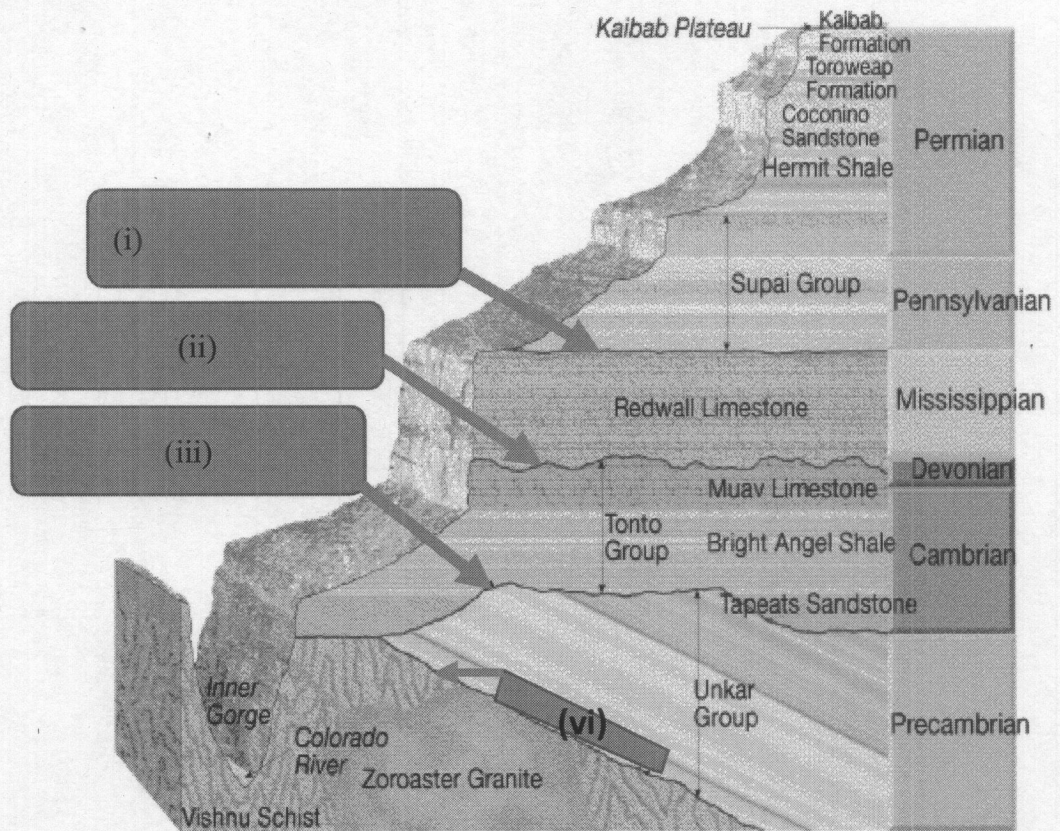 Kaibab Plateau
Kaibab
Formation
Toroweap
Formation
Coconino
Sandstone
Hermit Shale
Permian
(i)
Supai Group
Pennsylvanian
(ii)
Redwall Limestone
Mississippian
(iii)
Devonian
Muav Limestone
Tonto
Group
Bright Angel Shale
Cambrian
Tapeats Sandstone
Inner
Gorge
(vi)
Unkar
Group
Precambrian
Colorado
River
Zoroaster Granite
Vishnu Schist